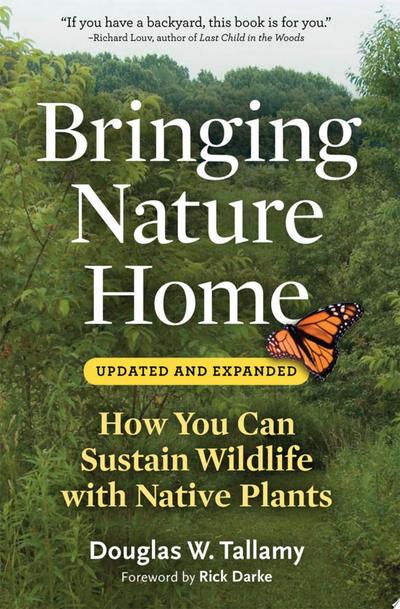 “If you have a backyard, this book is for you.”
–Richard Louv, author of Last Child in the Woods
Bringing
Nature
Home
UPDATED AND EXPANDED
How You Can
Sustain Wildlife
with Native Plants
Douglas W. Tallamy
Foreword by Rick Darke